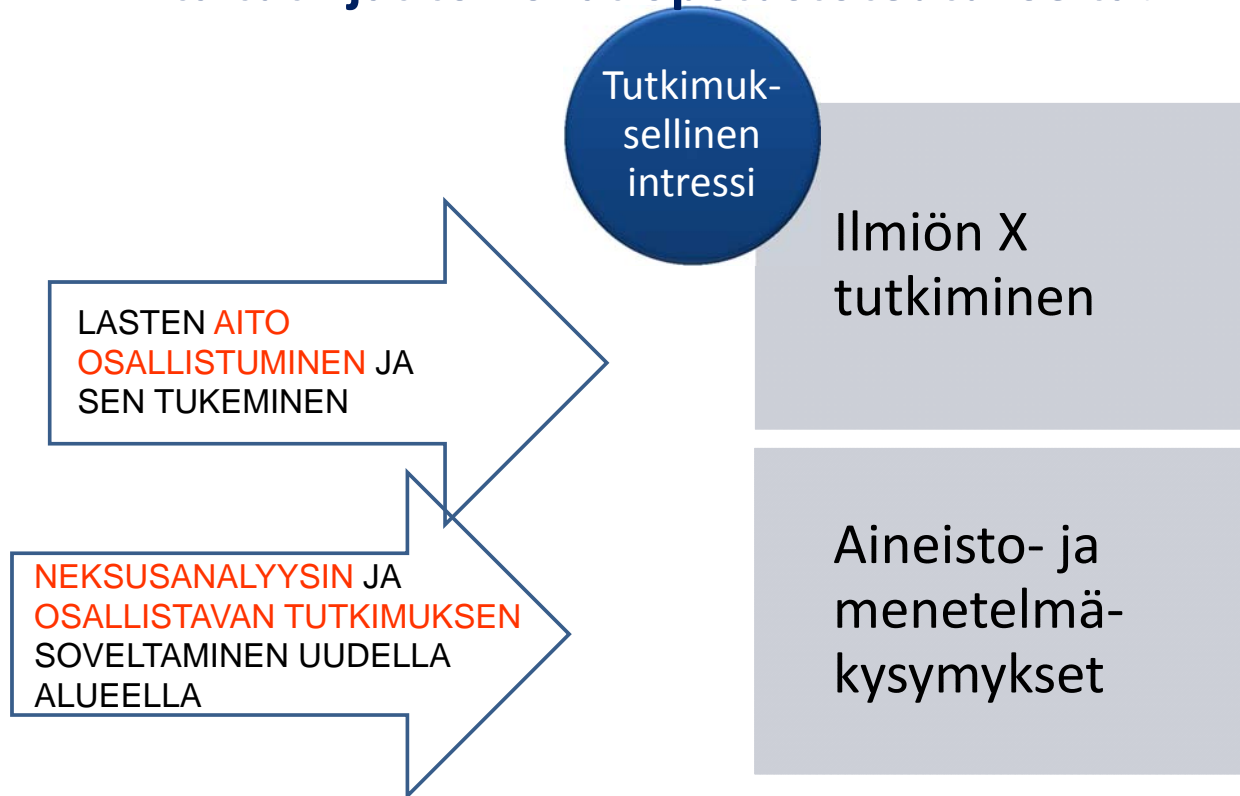 Tutkimuk-
sellinen
intressi
Ilmiön X
tutkiminen
LASTEN AITO
OSALLISTUMINEN JA
SEN TUKEMINEN
NEKSUSANALYYSIN JA
OSALLISTAVAN TUTKIMUKSEN
SOVELTAMINEN UUDELLA
ALUEELLA
Aineisto- ja
menetelmä-
kysymykset